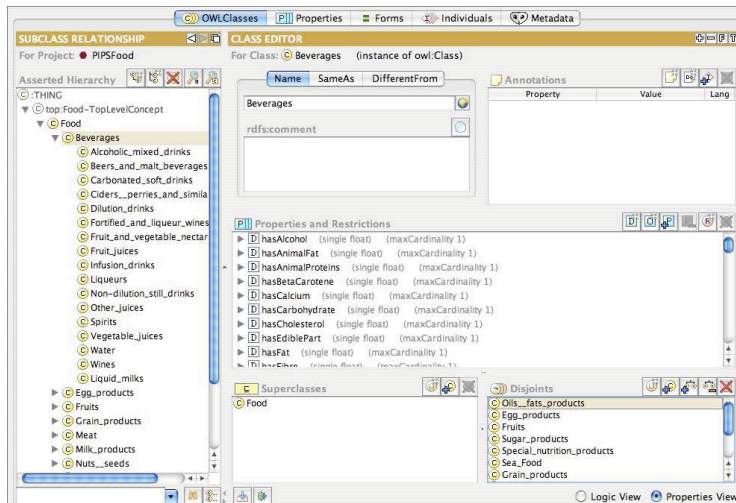 OWLClasses Properties Forms Individuals Metadata
SUBCLASS RELATIONSHIP
For Project: PIPSFood
Asserted Hierarchy
:THING
top:Food-TopLevelConcept
Food
Beverages
Alcoholic_mixed_drinks
Beers_and_malt_beverages
Carbonated_soft_drinks
Ciders__perries_and_simila
Dilution_drinks
Fortified_and_liqueur_wines
Fruit_and_vegetable_nectar
Fruit_juices
Infusion_drinks
Liqueurs
Non-dilution_still_drinks
Other_juices
Spirits
Vegetable_juices
Water
Wines
Liquid_milks
Egg_products
Fruits
Grain_products
Meat
Milk_products
Nuts__seeds
CLASS EDITOR
For Class: Beverages (instance of owl:Class)
Name SameAs DifferentFrom
Beverages
rdfs:comment
Annotations
Property Value Lang
Properties and Restrictions
D hasAlcohol (single float) (maxCardinality 1)
D hasAnimalFat (single float) (maxCardinality 1)
D hasAnimalProteins (single float) (maxCardinality 1)
D hasBetaCarotene (single float) (maxCardinality 1)
D hasCalcium (single float) (maxCardinality 1)
D hasCarbohydrate (single float) (maxCardinality 1)
D hasCholesterol (single float) (maxCardinality 1)
D hasEdiblePart (single float) (maxCardinality 1)
D hasFat (single float) (maxCardinality 1)
D hasFibre (single float) (maxCardinality 1)
Superclasses
Food
Disjoints
Oils__fats_products
Egg_products
Fruits
Sugar_products
Special_nutrition_products
Sea_Food
Grain_products
Logic View Properties View